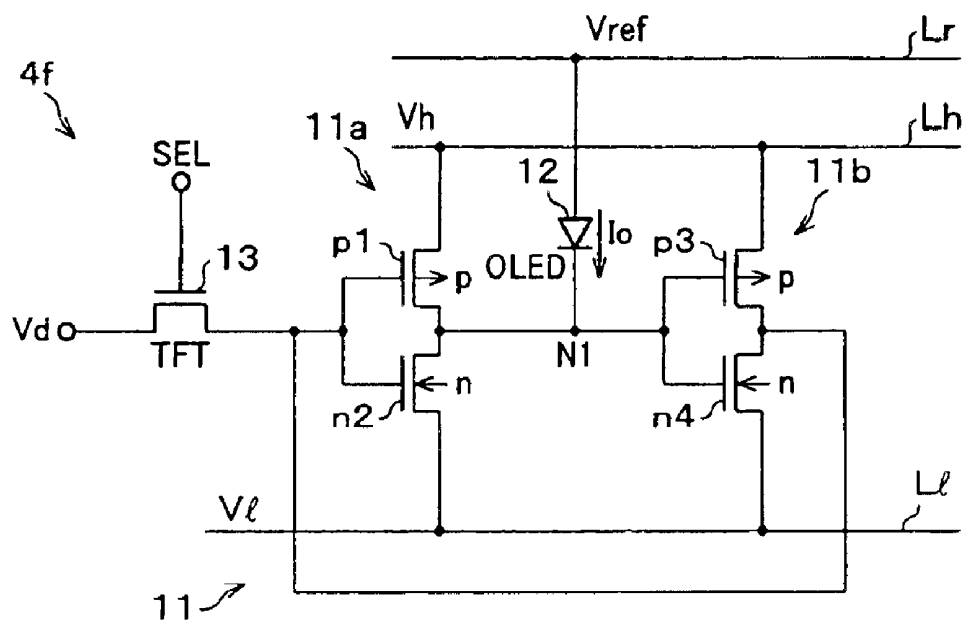 Vref
Lr
4f
Vh
Lh
11a
SEL
12
11b
Io
13
p1
p
OLED
p3
p
Vd
TFT
N1
n
n2
n
n4
Vℓ
Lℓ
11